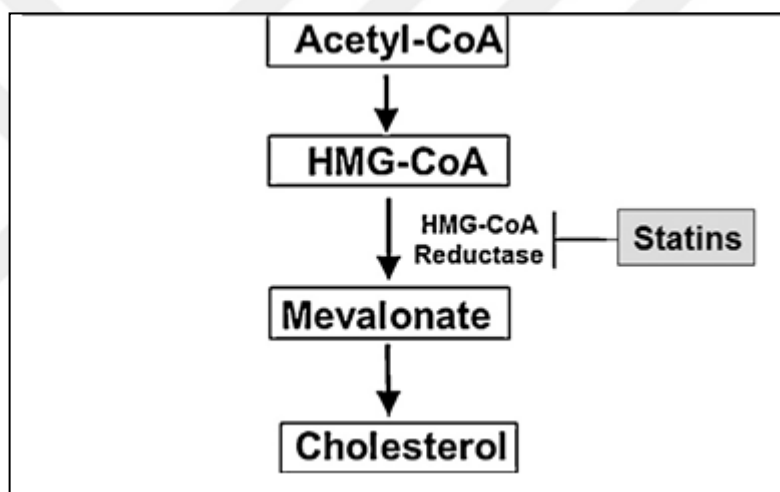 Acetyl-CoA
HMG-CoA
HMG-CoA
Reductase
Statins
Mevalonate
Cholesterol